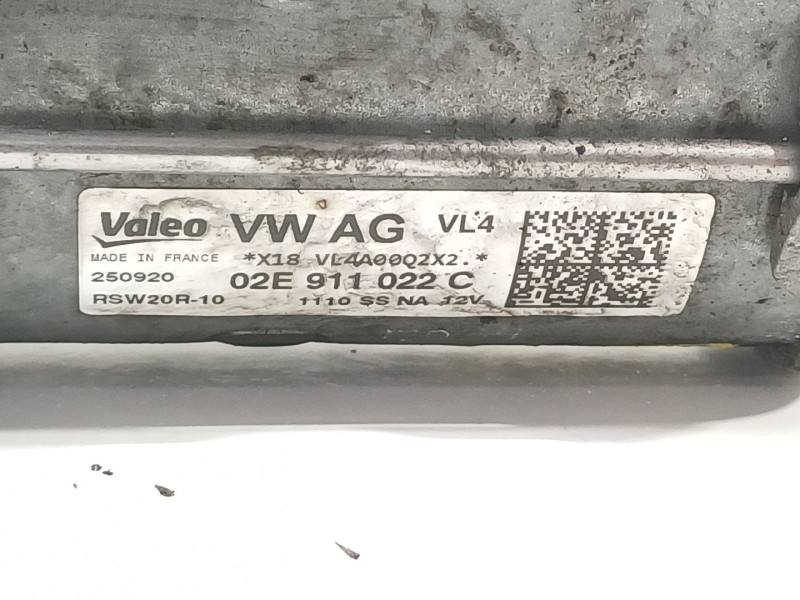 Valeo VW AG VL4
MADE IN FRANCE *X18 VL4A00Q2X2.*
250920 02E 911 022 C
RSW20R-10 1110 SS NA 12V